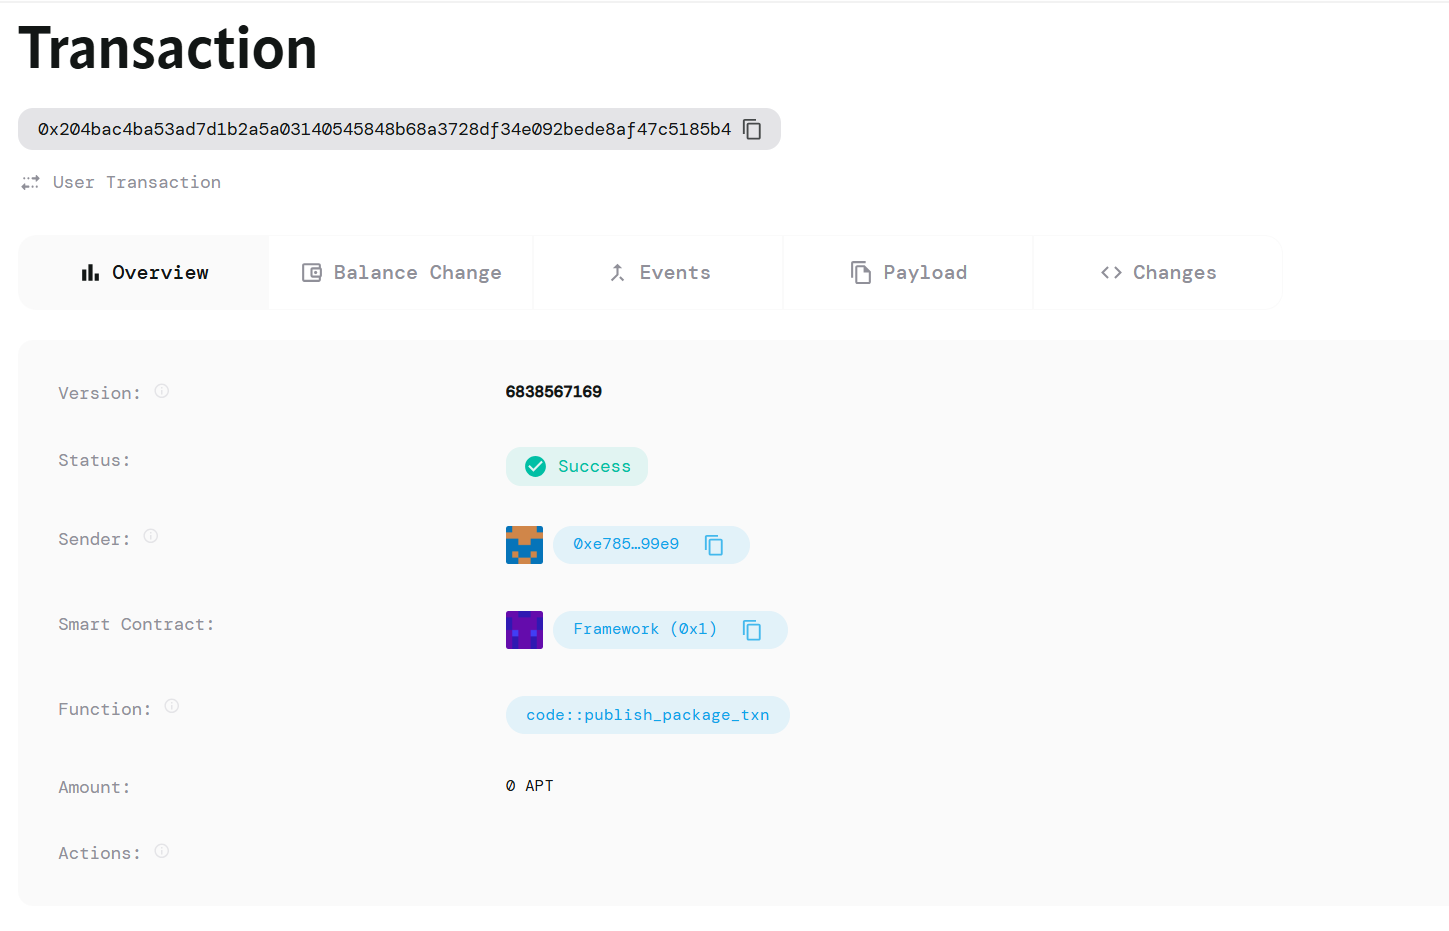 Transaction
0x204bac4ba53ad7d1b2a5a03140545848b68a3728df34e092bede8af47c5185b4
User Transaction
Overview
Balance Change
Events
Payload
Changes
Version:
6838567169
Status:
Success
Sender:
0xe785…99e9
Smart Contract:
Framework (0x1)
Function:
code::publish_package_txn
Amount:
0 APT
Actions: